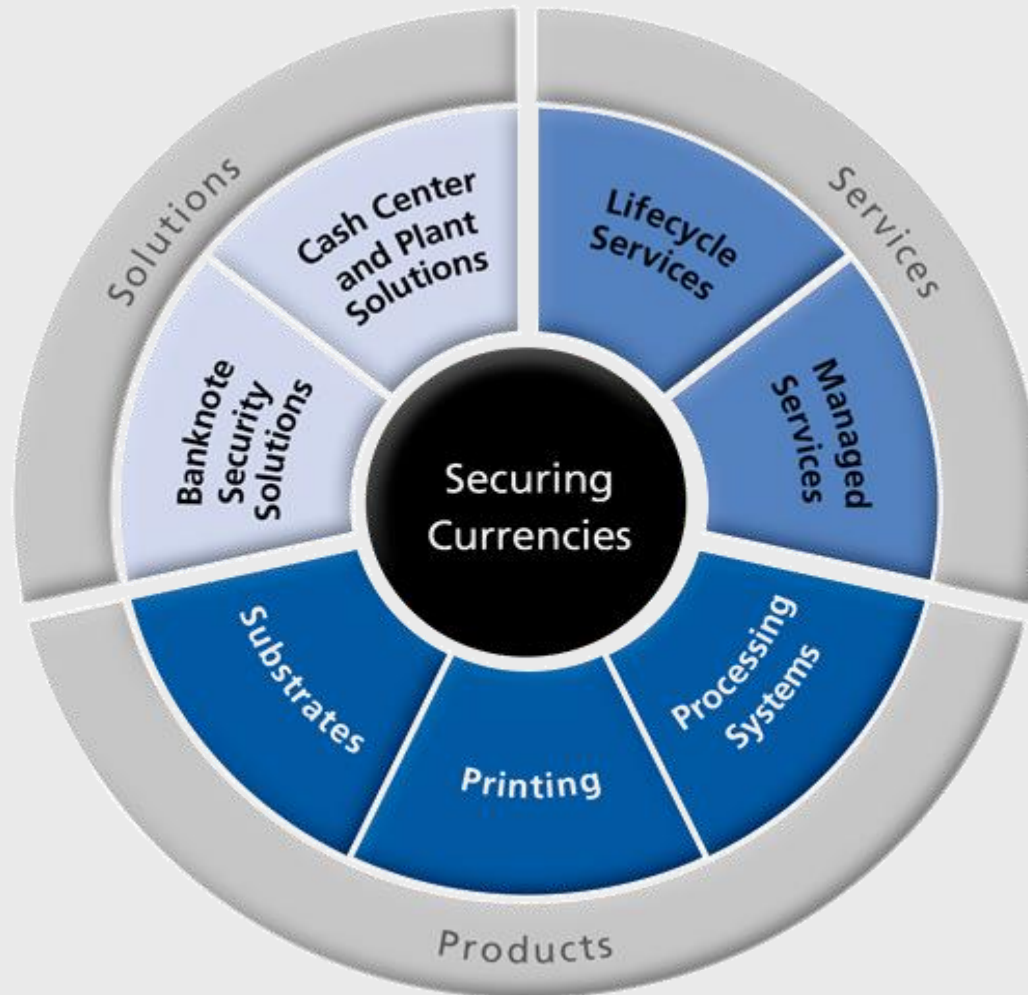 Solutions
Services
Products
Cash Center
and Plant
Solutions
Lifecycle
Services
Managed
Services
Processing
Systems
Printing
Substrates
Banknote
Security
Solutions
Securing
Currencies